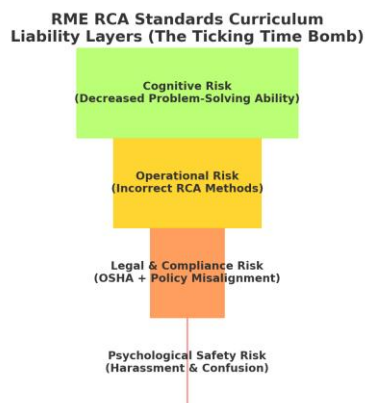 RME RCA Standards Curriculum
Liability Layers (The Ticking Time Bomb)
Cognitive Risk
(Decreased Problem-Solving Ability)
Operational Risk
(Incorrect RCA Methods)
Legal & Compliance Risk
(OSHA + Policy Misalignment)
Psychological Safety Risk
(Harassment & Confusion)